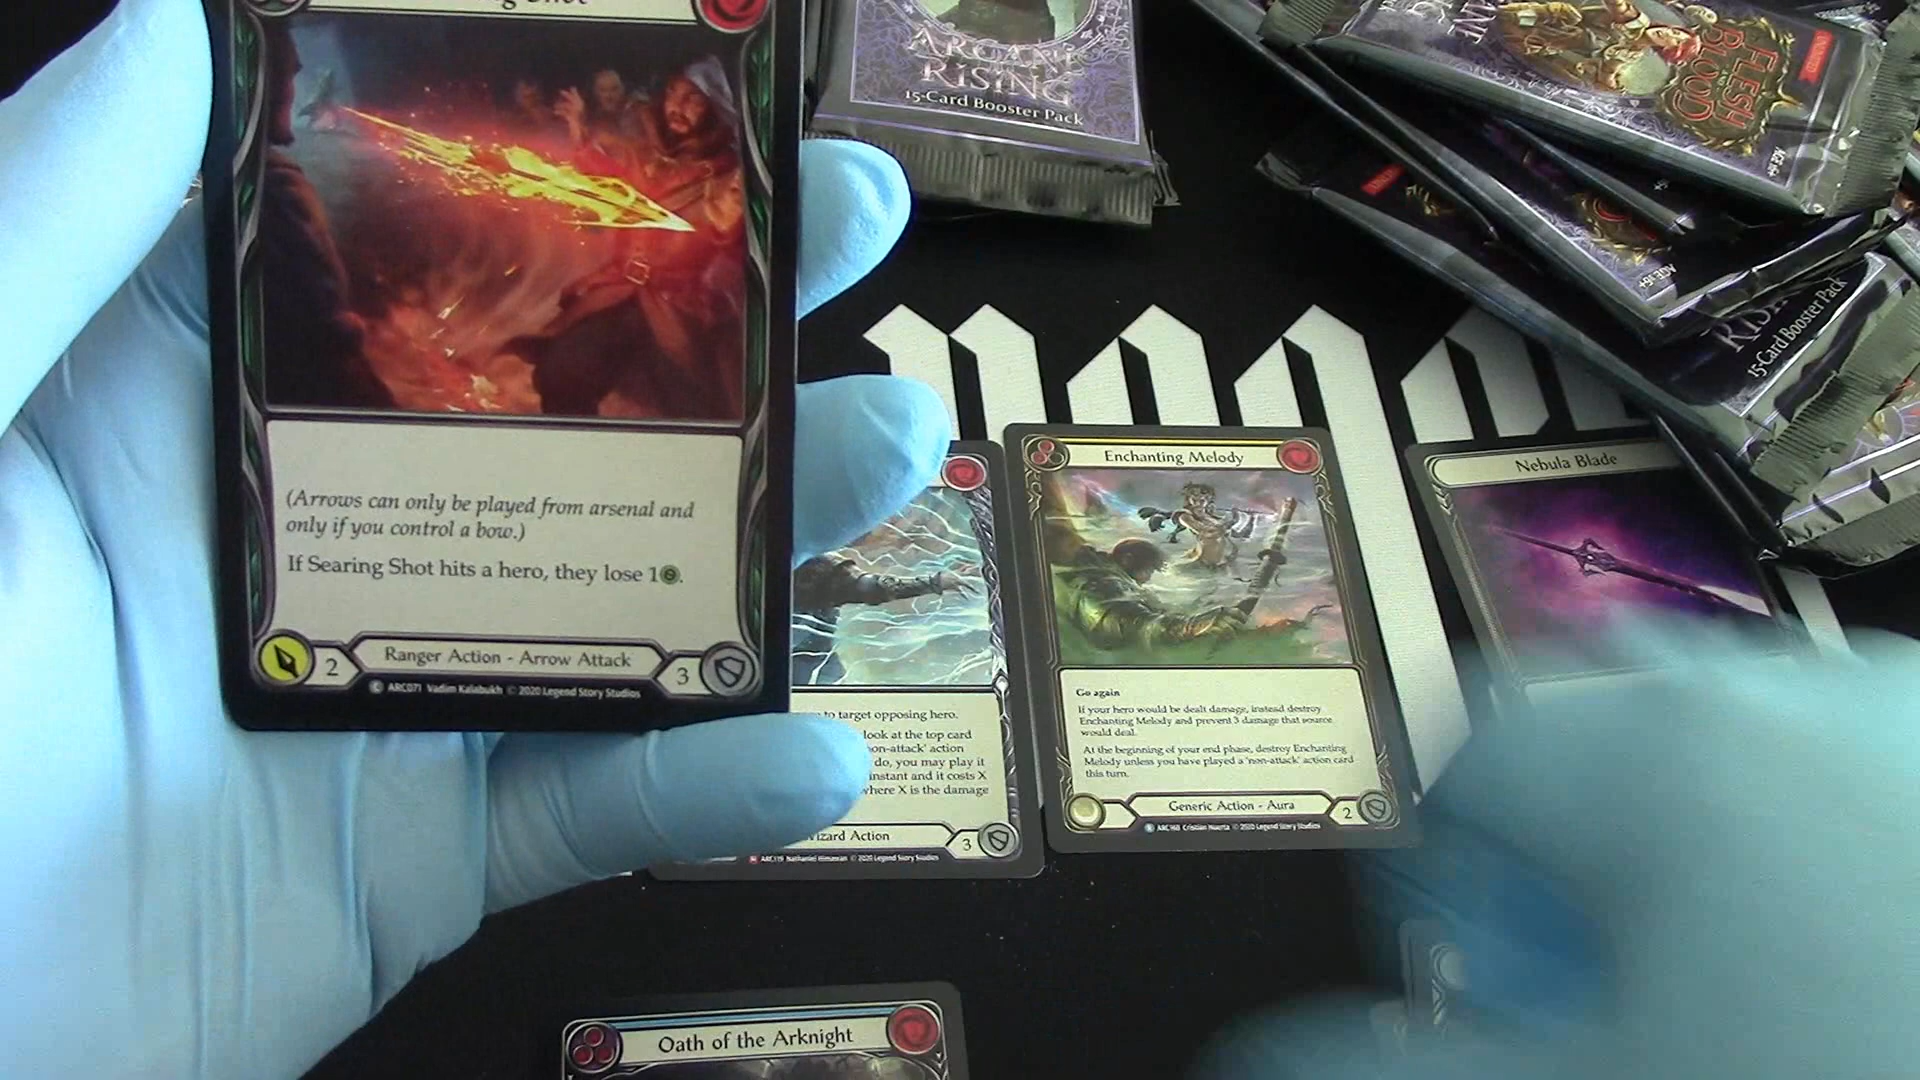 Shot
(Arrows can only be played from arsenal and
only if you control a bow.)
If Searing Shot hits a hero, they lose 1
2
Ranger Action - Arrow Attack
3
C ARC071 Vadim Kalabukh © 2020 Legend Story Studios
ARCANE
RISING
15-Card Booster Pack
FLESH
AND
BLOOD
AGE 16+
AGE 16+
15-Card Booster Pack
to target opposing hero.
look at the top card
non-attack' action
do, you may play it
instant and it costs X
where X is the damage
Wizard Action
3
ARC119 Nathaniel Himawan © 2020 Legend Story Studios
Enchanting Melody
Go again
If your hero would be dealt damage, instead destroy
Enchanting Melody and prevent 3 damage that source
would deal.
At the beginning of your end phase, destroy Enchanting
Melody unless you have played a 'non-attack' action card
this turn.
Generic Action - Aura
2
© 2020 Legend Story Studios
Nebula Blade
Oath of the Arknight